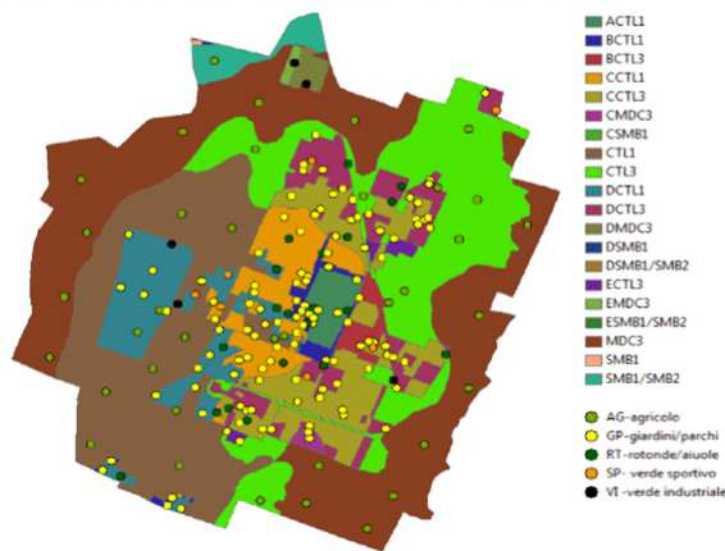 ACTL1
BCTL1
BCTL3
CCTL1
CCTL3
CMDC3
CSMB1
CTL1
CTL3
DCTL1
DCTL3
DMDC3
DSMB1
DSMB1/SMB2
ECTL3
EMDC3
ESMB1/SMB2
MDC3
SMB1
SMB1/SMB2
AG-agricolo
GP-giardini/parchi
RT-rotonde/aiuole
SP- verde sportivo
VI -verde industriale